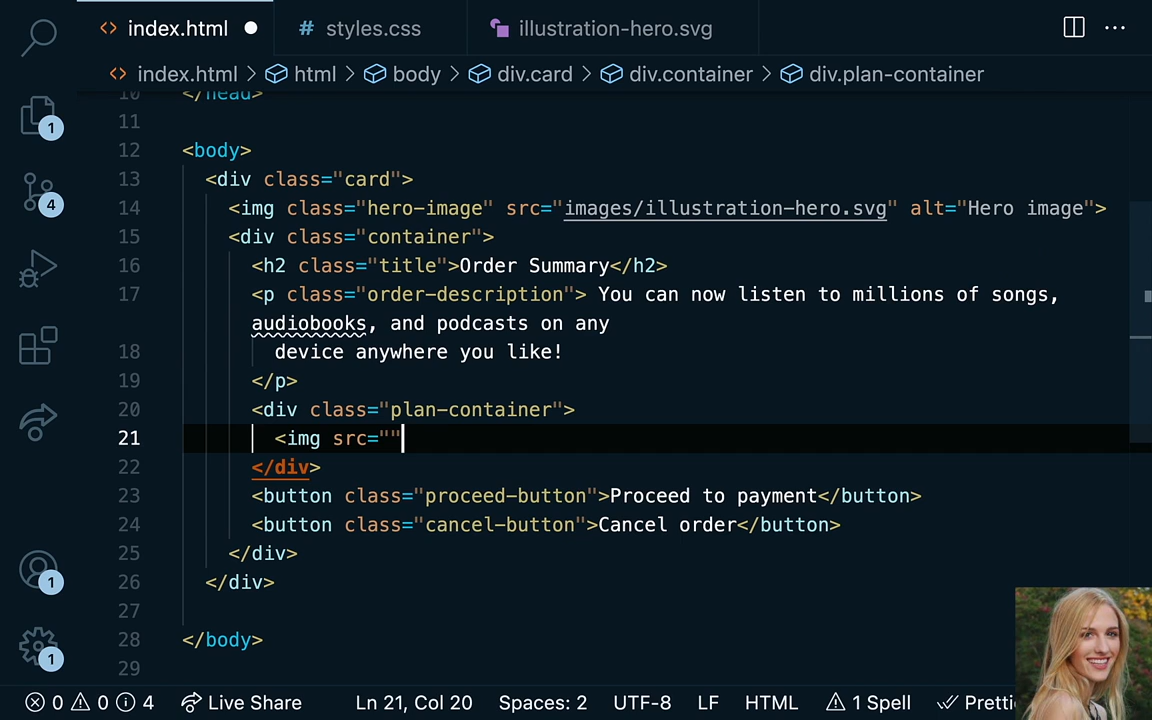 index.html
# styles.css
illustration-hero.svg
index.html > html > body > div.card > div.container > div.plan-container
10 </head>
11
12 <body>
13 <div class="card">
14 <img class="hero-image" src="images/illustration-hero.svg" alt="Hero image">
15 <div class="container">
16 <h2 class="title">Order Summary</h2>
17 <p class="order-description"> You can now listen to millions of songs,
audiobooks, and podcasts on any
18 device anywhere you like!
19 </p>
20 <div class="plan-container">
21 <img src=""
22 </div>
23 <button class="proceed-button">Proceed to payment</button>
24 <button class="cancel-button">Cancel order</button>
25 </div>
26 </div>
27
28 </body>
29
1
4
1
1
0 0 4 Live Share Ln 21, Col 20 Spaces: 2 UTF-8 LF HTML 1 Spell Pretti